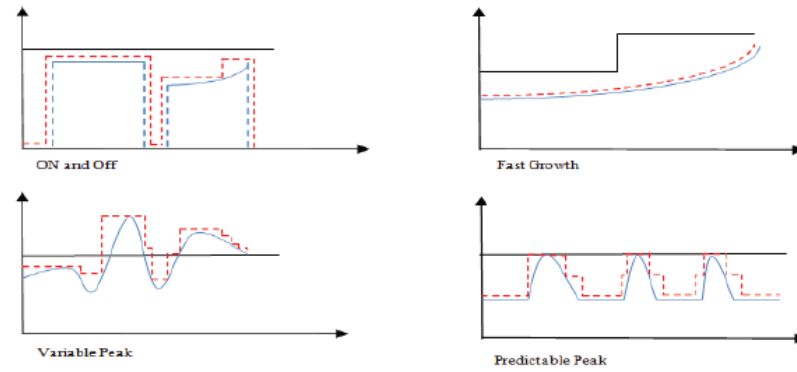 ON and Off
Fast Growth
Variable Peak
Predictable Peak